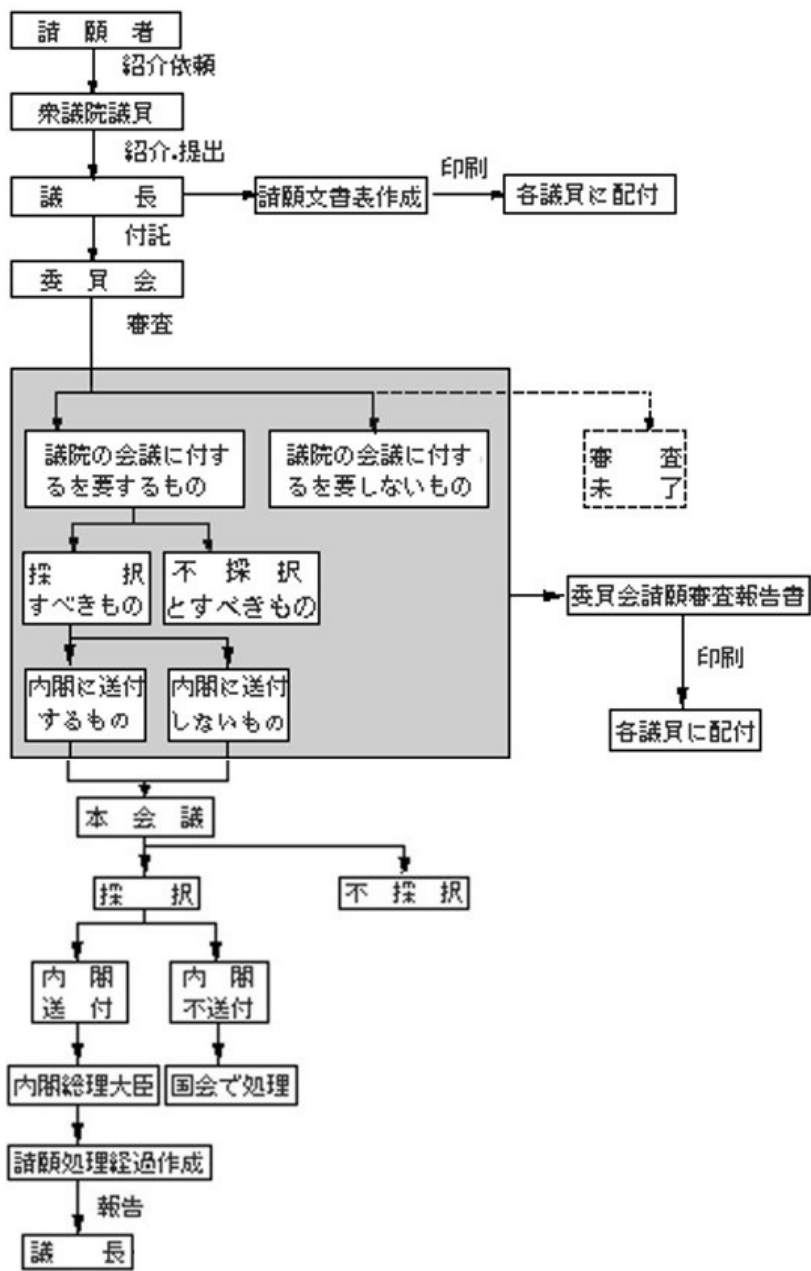 請願者
紹介依頼
衆議院議員
紹介.提出
議長
請願文書表作成
印刷
各議員に配付
付託
委員会
審査
議院の会議に付す
るを要するもの
議院の会議に付す
るを要しないもの
審査
未了
採択
すべきもの
不採択
とすべきもの
委員会請願審査報告書
内閣に送付
するもの
内閣に送付
しないもの
印刷
各議員に配付
本会議
採択
不採択
内閣
送付
内閣
不送付
内閣総理大臣
国会で処理
請願処理経過作成
報告
議長